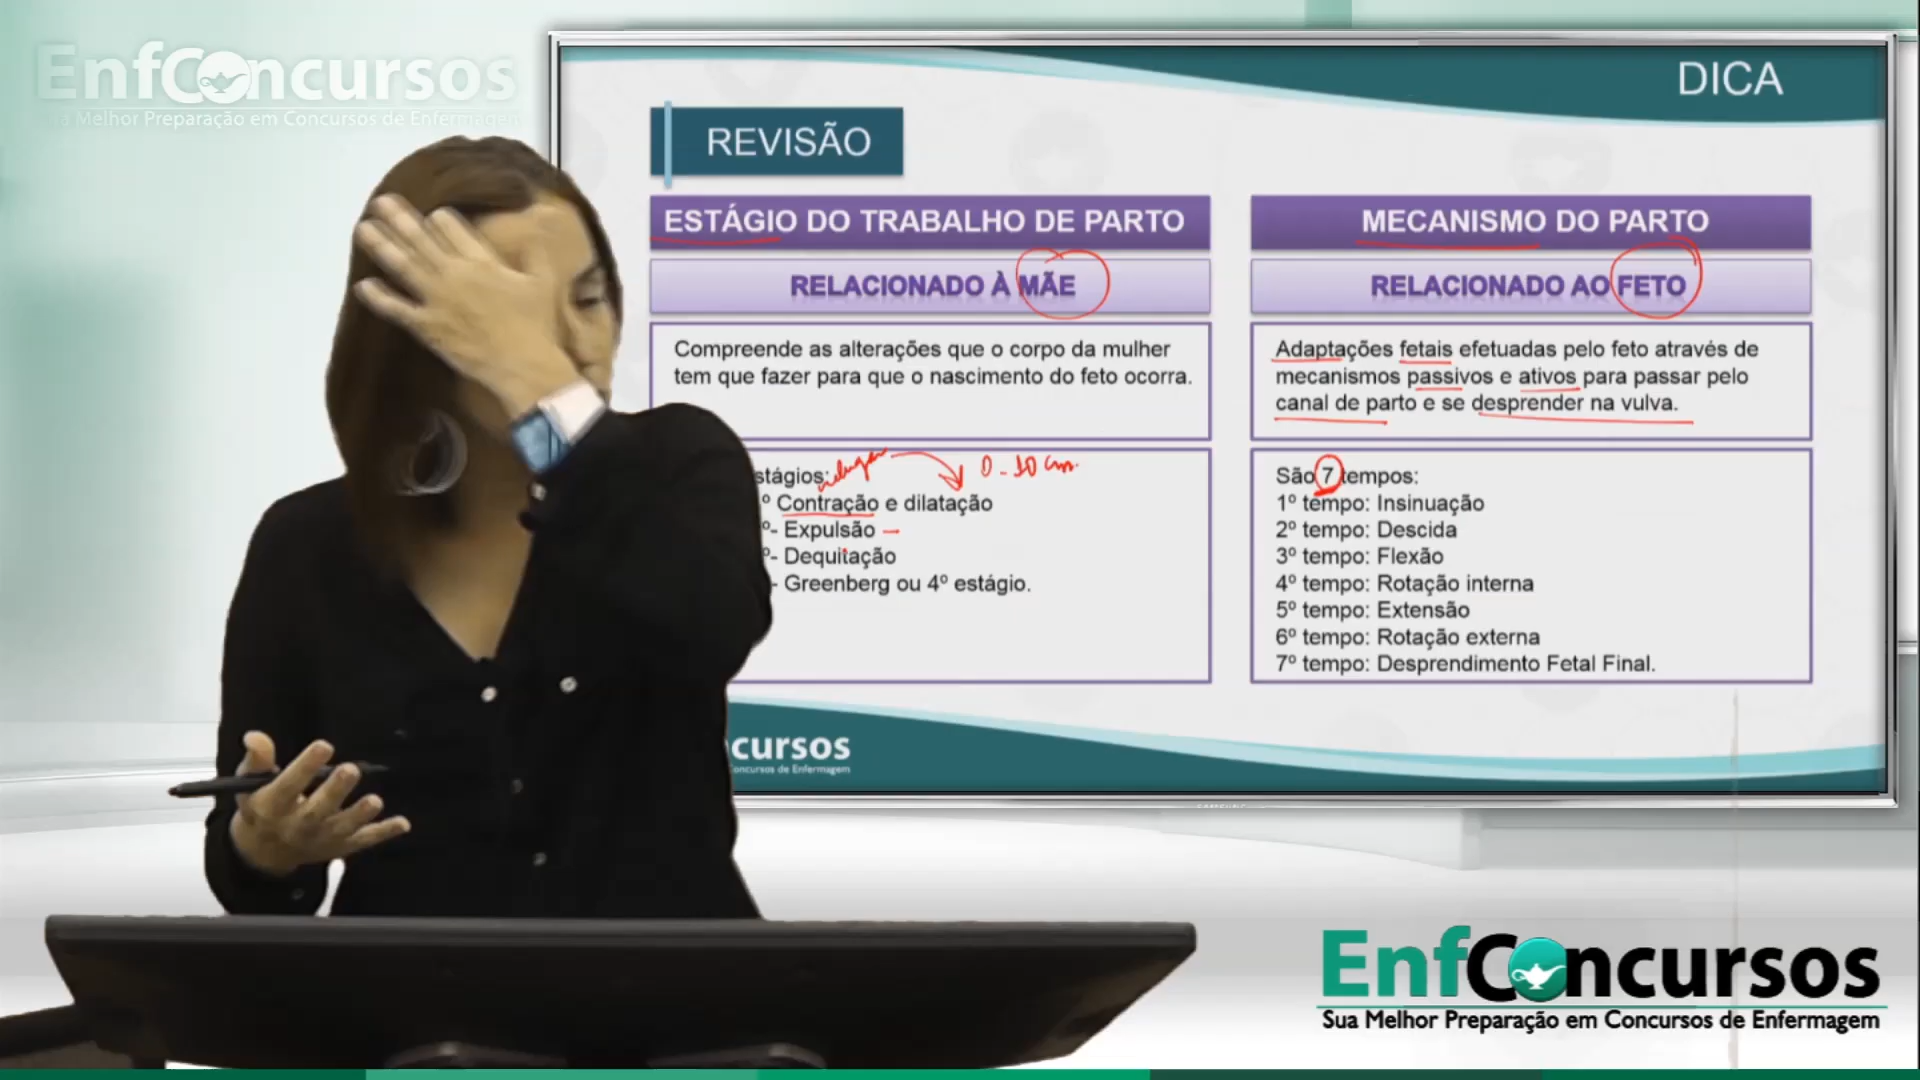 EnfConcursos
Sua Melhor Preparação em Concursos de Enfermagem
DICA
REVISÃO
ESTÁGIO DO TRABALHO DE PARTO
RELACIONADO À MÃE
Compreende as alterações que o corpo da mulher
tem que fazer para que o nascimento do feto ocorra.
stágios:
0 - 10 cm.
º Contração e dilatação
º- Expulsão
º- Dequitação
- Greenberg ou 4º estágio.
MECANISMO DO PARTO
RELACIONADO AO FETO
Adaptações fetais efetuadas pelo feto através de
mecanismos passivos e ativos para passar pelo
canal de parto e se desprender na vulva.
São 7 tempos:
1º tempo: Insinuação
2º tempo: Descida
3º tempo: Flexão
4º tempo: Rotação interna
5º tempo: Extensão
6º tempo: Rotação externa
7º tempo: Desprendimento Fetal Final.
cursos
Concursos de Enfermagem
SAMSUNG
EnfConcursos
Sua Melhor Preparação em Concursos de Enfermagem